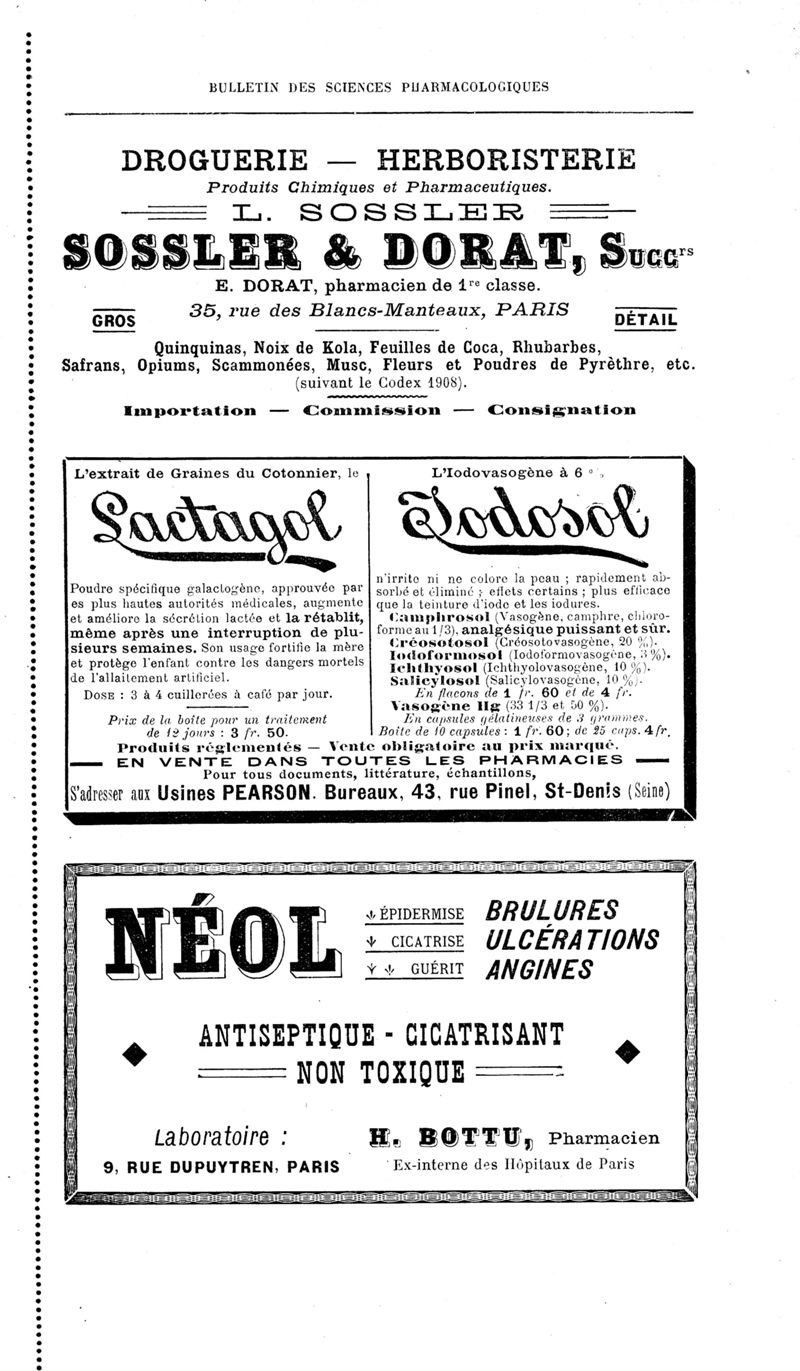 BULLETIN DES SCIENCES PHARMACOLOGIQUES
DROGUERIE — HERBORISTERIE
Produits Chimiques et Pharmaceutiques.
L. SOSSLER
SOSSLER & DORAT, Succrs
E. DORAT, pharmacien de 1re classe.
35, rue des Blancs-Manteaux, PARIS
GROS
DÉTAIL
Quinquinas, Noix de Kola, Feuilles de Coca, Rhubarbes,
Safrans, Opiums, Scammonées, Musc, Fleurs et Poudres de Pyrèthre, etc.
(suivant le Codex 1908).
Importation — Commission — Consignation
L'extrait de Graines du Cotonnier, le
Lactagol
Poudre spécifique galactogène, approuvée par
es plus hautes autorités médicales, augmente
et améliore la sécrétion lactée et la rétablit,
même après une interruption de plu-
sieurs semaines. Son usage fortifie la mère
et protège l'enfant contre les dangers mortels
de l'allaitement artificiel.
DOSE : 3 à 4 cuillerées à café par jour.
Prix de la boîte pour un traitement
de 12 jours : 3 fr. 50.
L'Iodovasogène à 6 %
Iodosol
n'irrite ni ne colore la peau ; rapidement ab-
sorbé et éliminé ; effets certains ; plus efficace
que la teinture d'iode et les iodures.
Camphrosol (Vasogène, camphre, chloro-
forme au 1/3), analgésique puissant et sûr.
Créosotosol (Créosotovasogène, 20 %).
Iodoformosol (Iodoformovasogène, 3 %).
Ichthyosol (Ichthyolovasogène, 10 %).
Salicylosol (Salicylovasogène, 10 %).
En flacons de 1 fr. 60 et de 4 fr.
Vasogène Hg (33 1/3 et 50 %).
En capsules gélatineuses de 3 grammes.
Boîte de 10 capsules : 1 fr. 60 ; de 25 caps. 4 fr.
Produits réglementés — Vente obligatoire au prix marqué.
— EN VENTE DANS TOUTES LES PHARMACIES —
Pour tous documents, littérature, échantillons,
S'adresser aux Usines PEARSON. Bureaux, 43, rue Pinel, St-Denis (Seine)
NÉOL
ÉPIDERMISE
CICATRISE
GUÉRIT
BRULURES
ULCÉRATIONS
ANGINES
ANTISEPTIQUE - CICATRISANT
NON TOXIQUE
Laboratoire :
9, RUE DUPUYTREN, PARIS
H. BOTTU, Pharmacien
Ex-interne des Hôpitaux de Paris